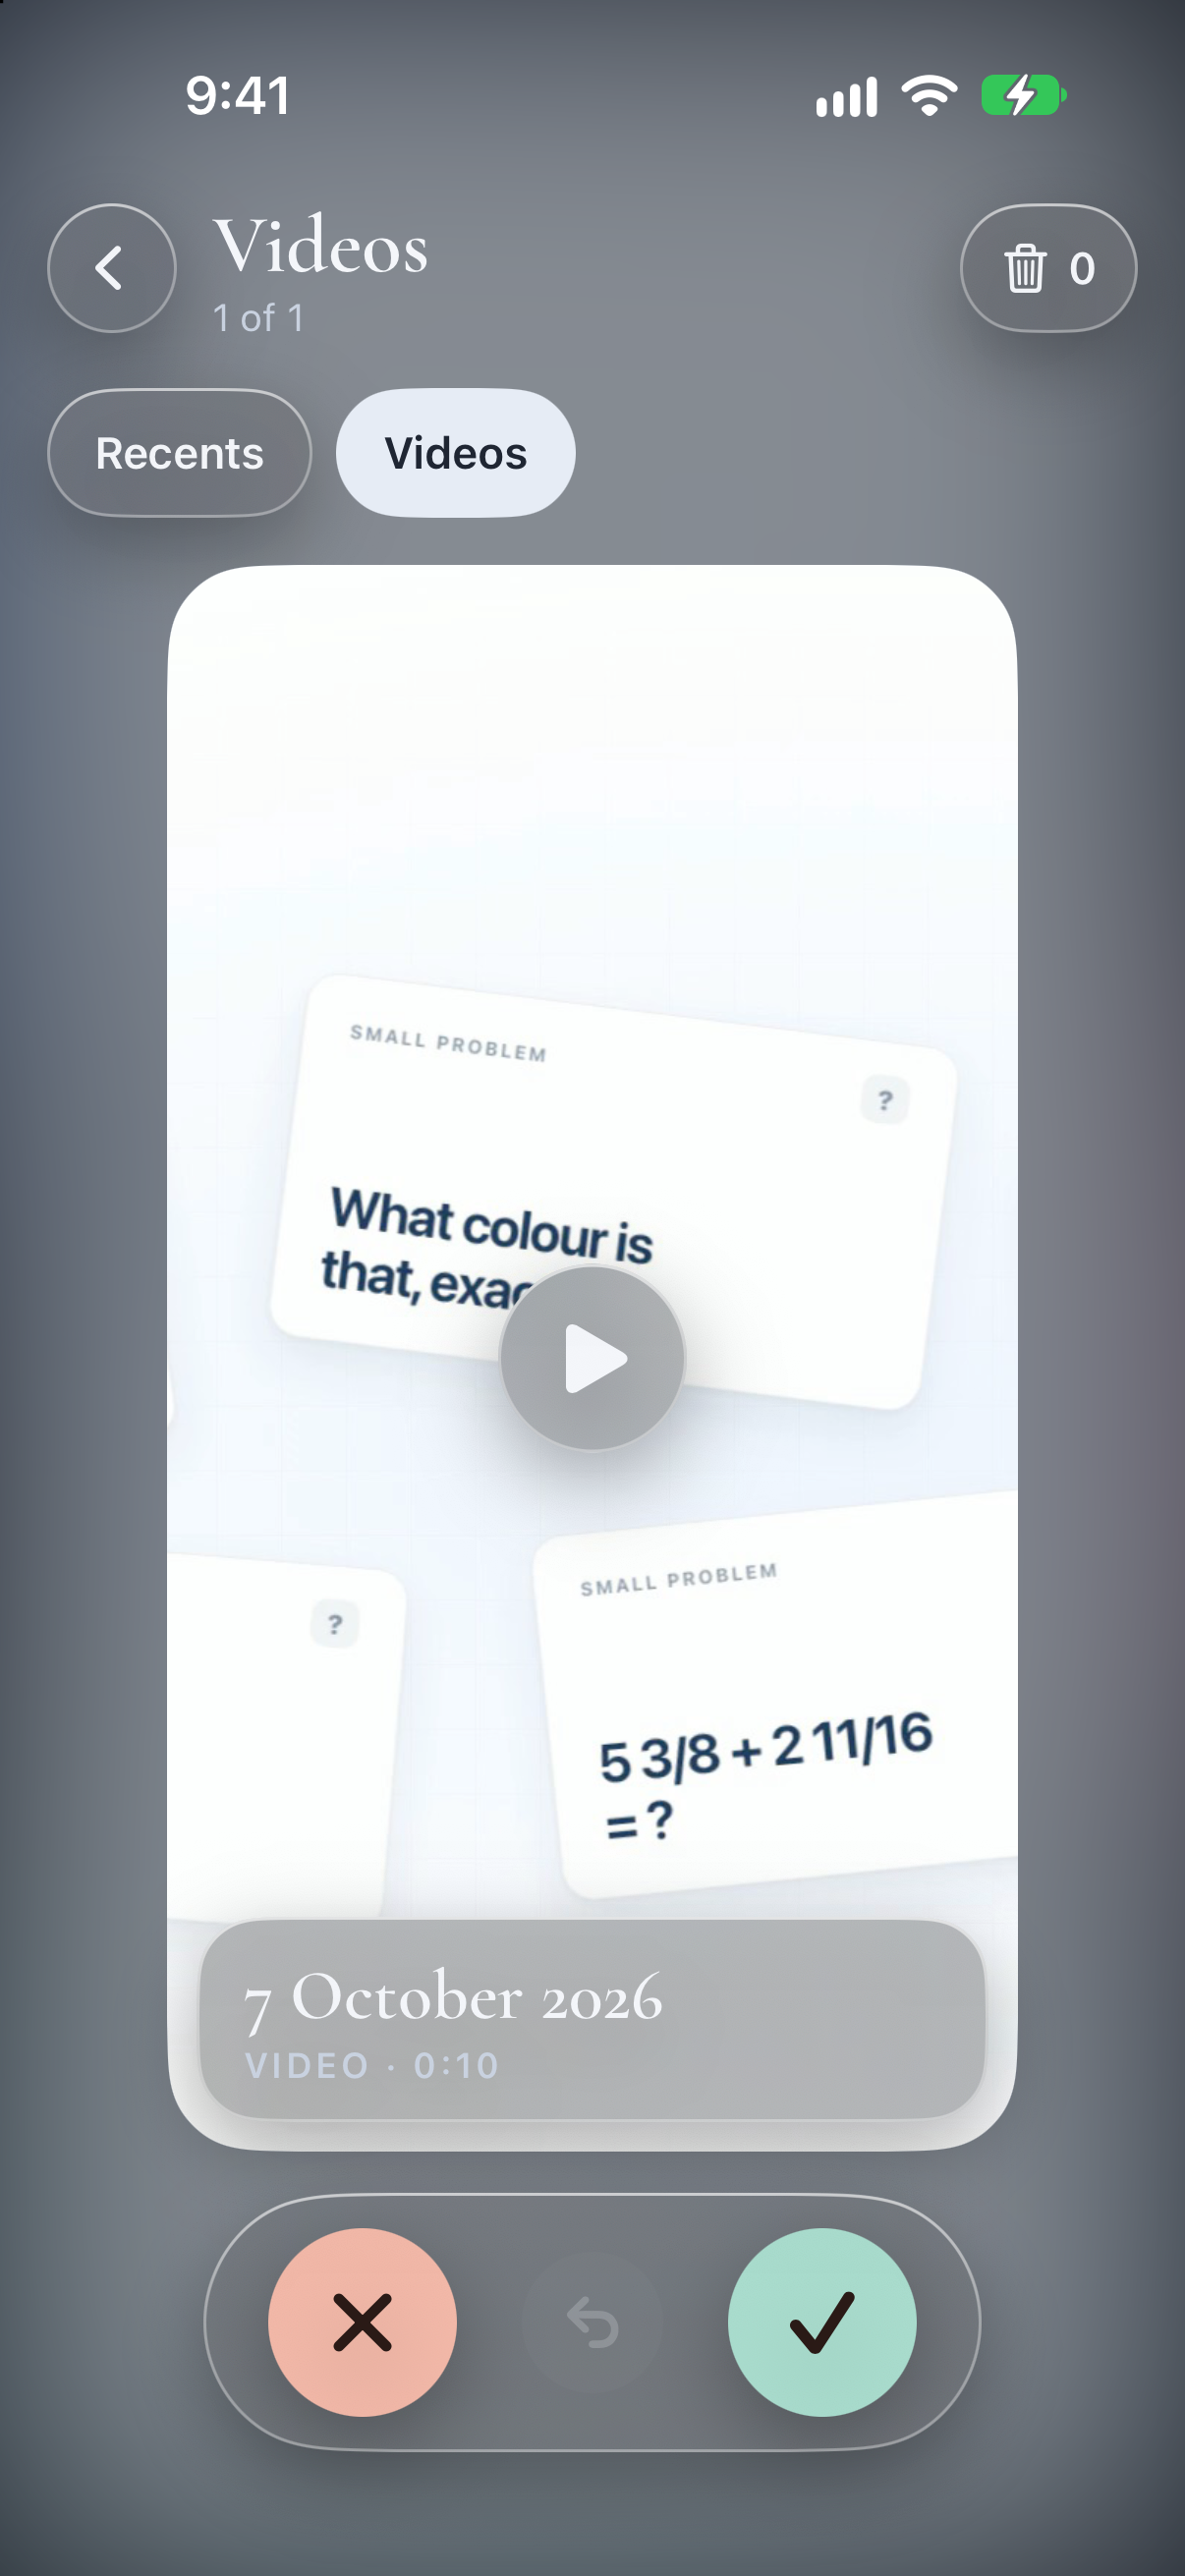 9:41
Videos
1 of 1
0
Recents
Videos
SMALL PROBLEM
?
What colour is
that,
?
SMALL PROBLEM
5 3/8 + 2 11/16
= ?
7 October 2026
VIDEO · 0:10